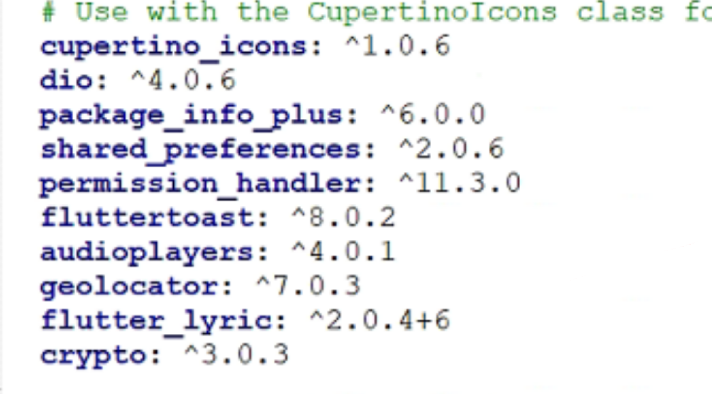 # Use with the CupertinoIcons class
cupertino_icons: ^1.0.6
dio: ^4.0.6
package_info_plus: ^6.0.0
shared_preferences: ^2.0.6
permission_handler: ^11.3.0
fluttertoast: ^8.0.2
audioplayers: ^4.0.1
geolocator: ^7.0.3
flutter_lyric: ^2.0.4+6
crypto: ^3.0.3